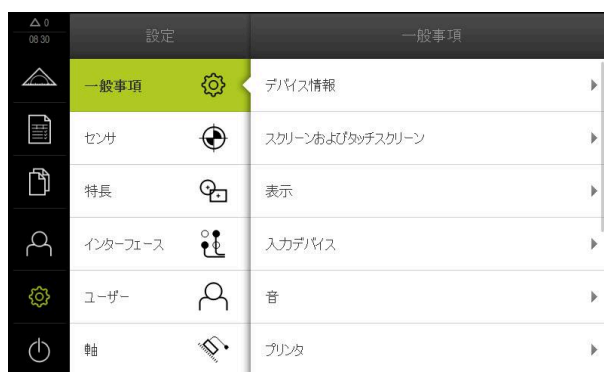 △ 0
08 30
設定
一般事項
一般事項
デバイス情報
センサ
スクリーンおよびタッチスクリーン
特長
表示
インターフェース
入力デバイス
ユーザー
音
軸
プリンタ